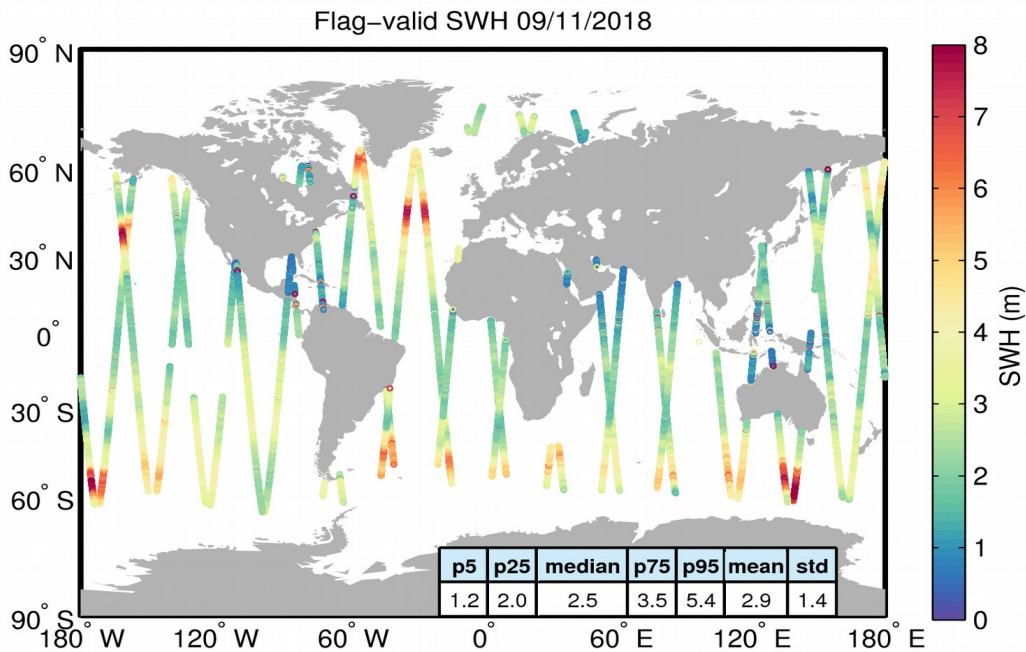 Flag−valid SWH 09/11/2018
90° N
60° N
30° N
0°
30° S
60° S
90° S
180° W
120° W
60° W
0°
60° E
120° E
180° E
p5 p25 median p75 p95 mean std
1.2 2.0 2.5 3.5 5.4 2.9 1.4
8
7
6
5
4
3
2
1
0
SWH (m)